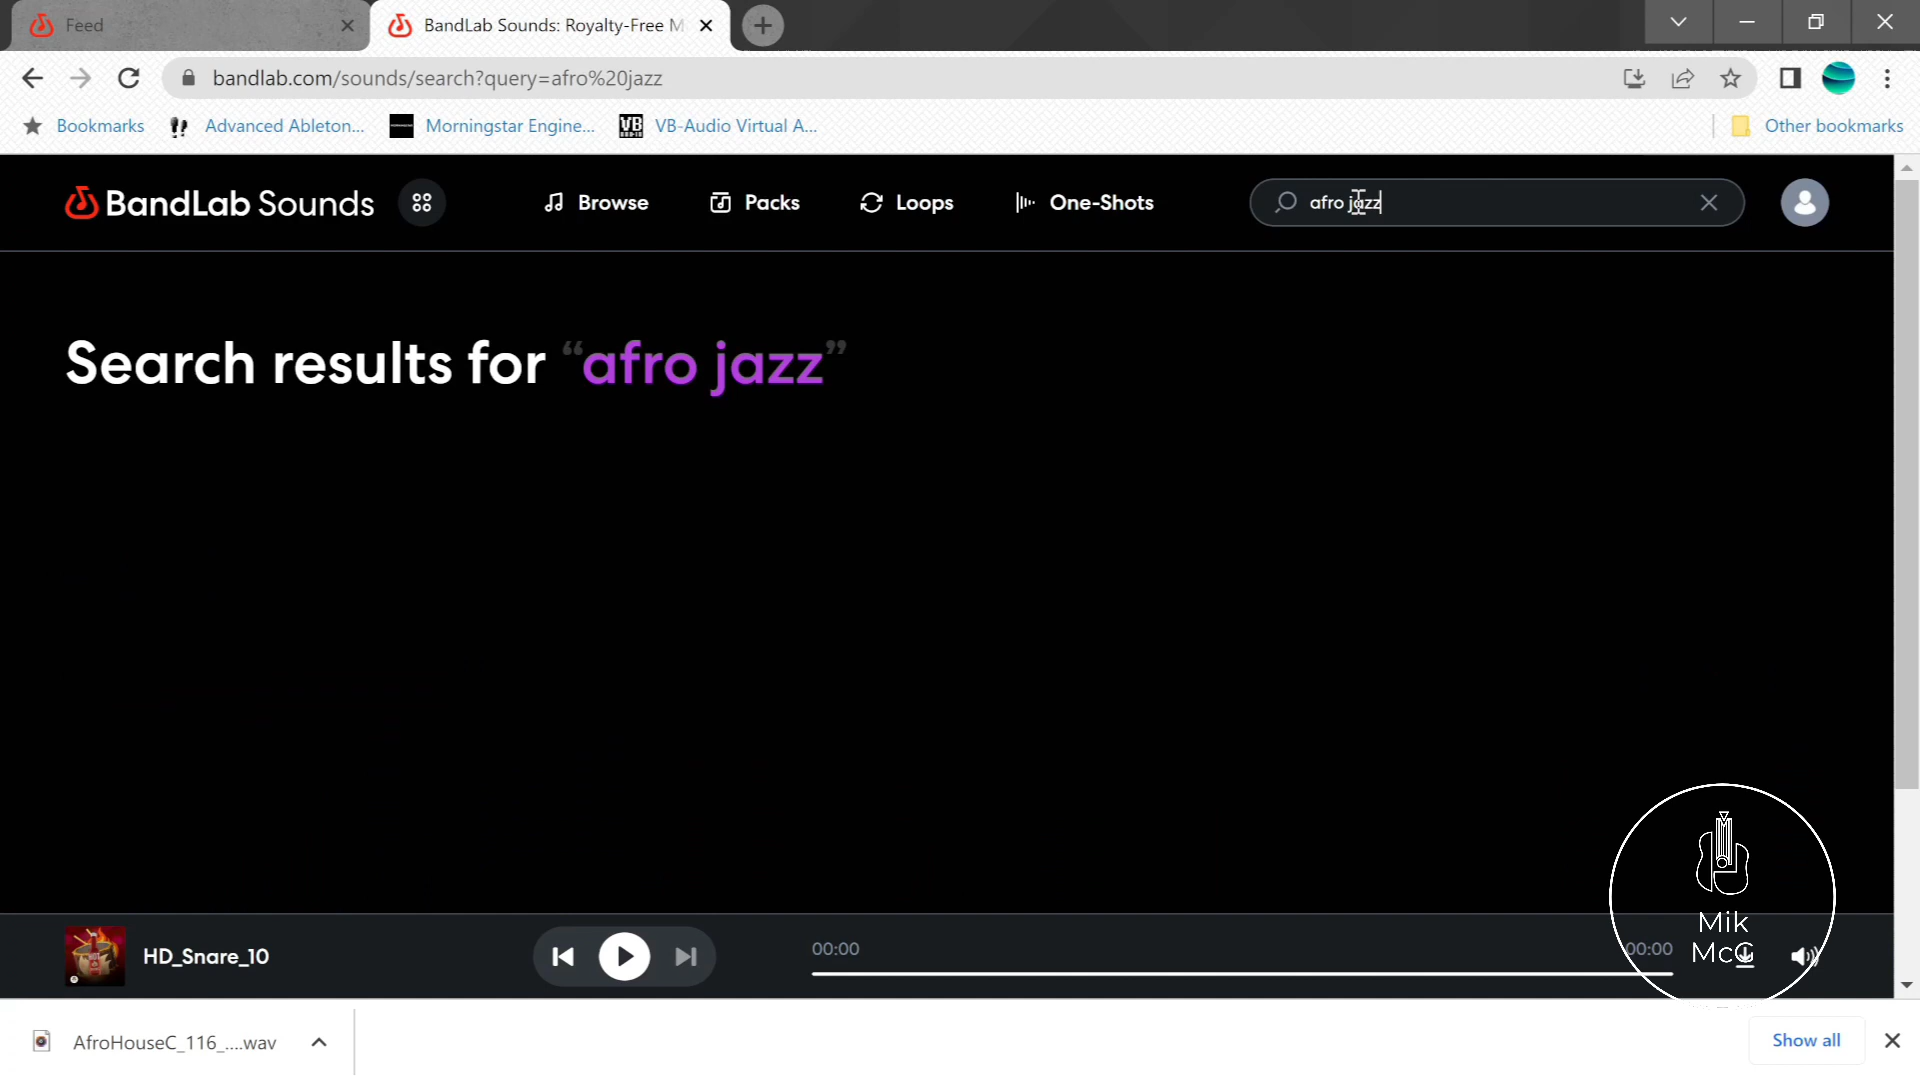 Feed
BandLab Sounds: Royalty-Free M
bandlab.com/sounds/search?query=afro%20jazz
Bookmarks
Advanced Ableton...
Morningstar Engine...
VB-Audio Virtual A...
Other bookmarks
BandLab Sounds
Browse
Packs
Loops
One-Shots
afro jazz
Search results for “afro jazz”
HD_Snare_10
00:00
00:00
Mik
McG
AfroHouseC_116_....wav
Show all